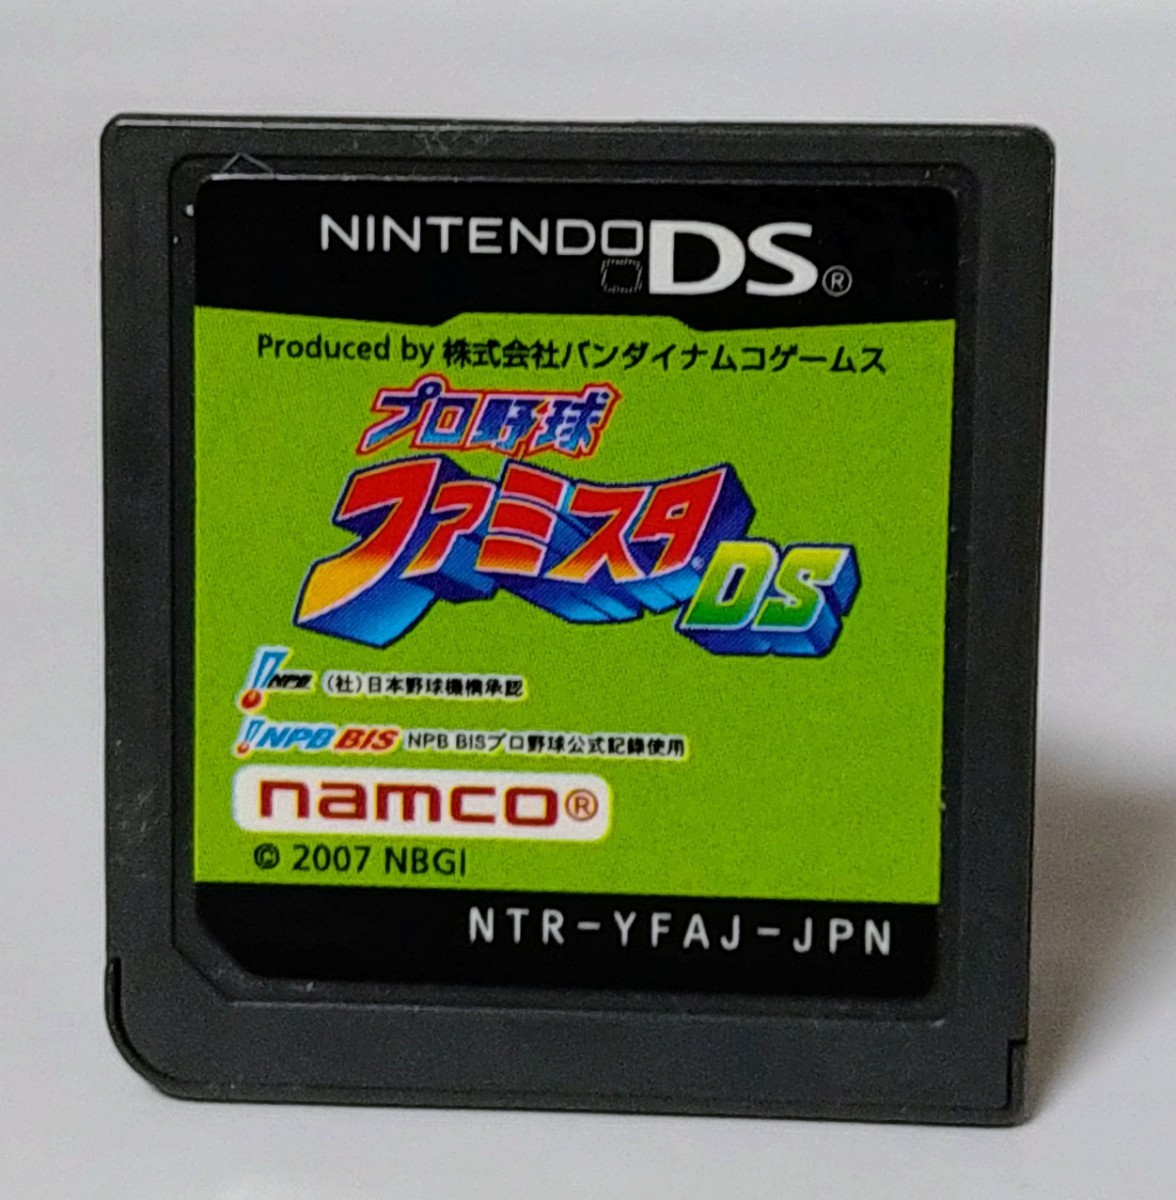 NINTENDO DS®
Produced by 株式会社バンダイナムコゲームス
プロ野球
ファミスタ®
DS
NPB (社)日本野球機構承認
NPB BIS NPB BISプロ野球公式記録使用
namco®
© 2007 NBGI
NTR-YFAJ-JPN